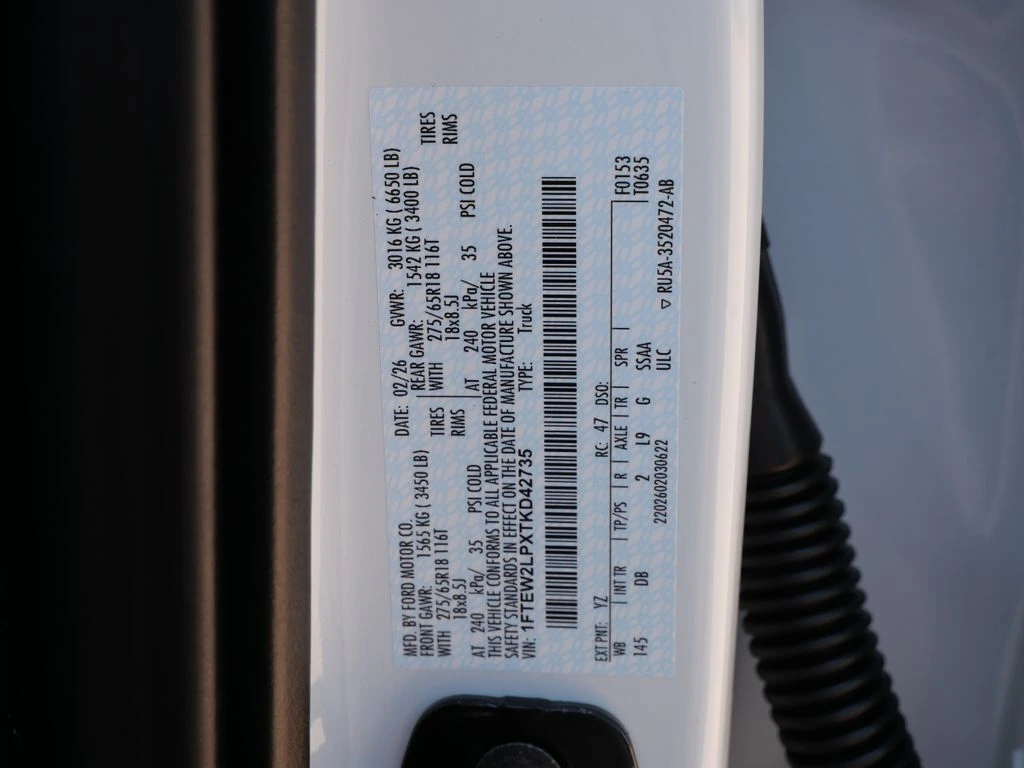 MFD. BY FORD MOTOR CO. DATE: 02/26 GVWR: 3016 KG ( 6650 LB)
FRONT GAWR: 1565 KG ( 3450 LB) REAR GAWR: 1542 KG ( 3400 LB)
WITH 275/65R18 116T TIRES WITH 275/65R18 116T TIRES
18x8.5J RIMS 18x8.5J RIMS
AT 240 kPa/ 35 PSI COLD AT 240 kPa/ 35 PSI COLD
THIS VEHICLE CONFORMS TO ALL APPLICABLE FEDERAL MOTOR VEHICLE
SAFETY STANDARDS IN EFFECT ON THE DATE OF MANUFACTURE SHOWN ABOVE.
VIN: 1FTEW2LPXTKD42735 TYPE: Truck
EXT PNT: YZ RC: 47 DSO: F0153
WB | INT TR | TP/PS | R | AXLE | TR | SPR | T0635
145 DB 2 L9 G SSAA
2202602030622 ULC ▽ RU5A-3520472-AB